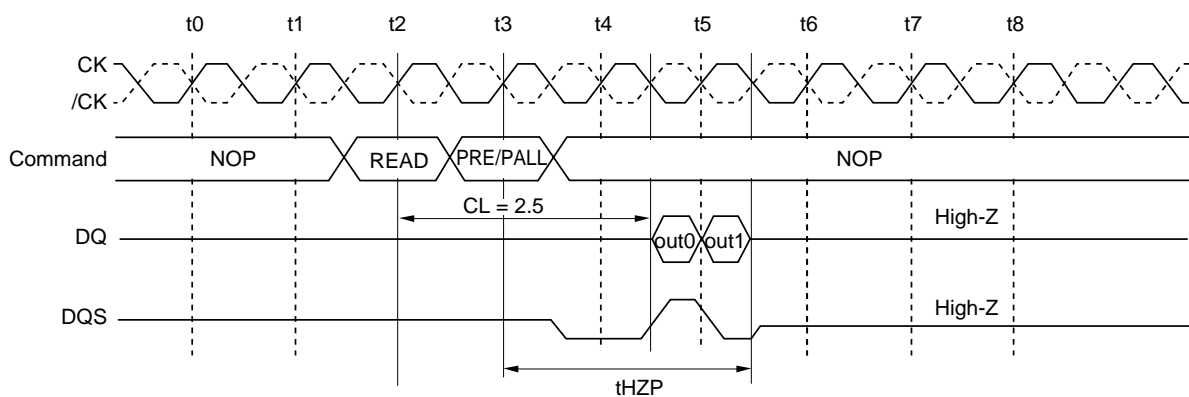 t0 t1 t2 t3 t4 t5 t6 t7 t8
CK
/CK
Command NOP READ PRE/PALL NOP
CL = 2.5
DQ out0 out1 High-Z
DQS High-Z
tHZP